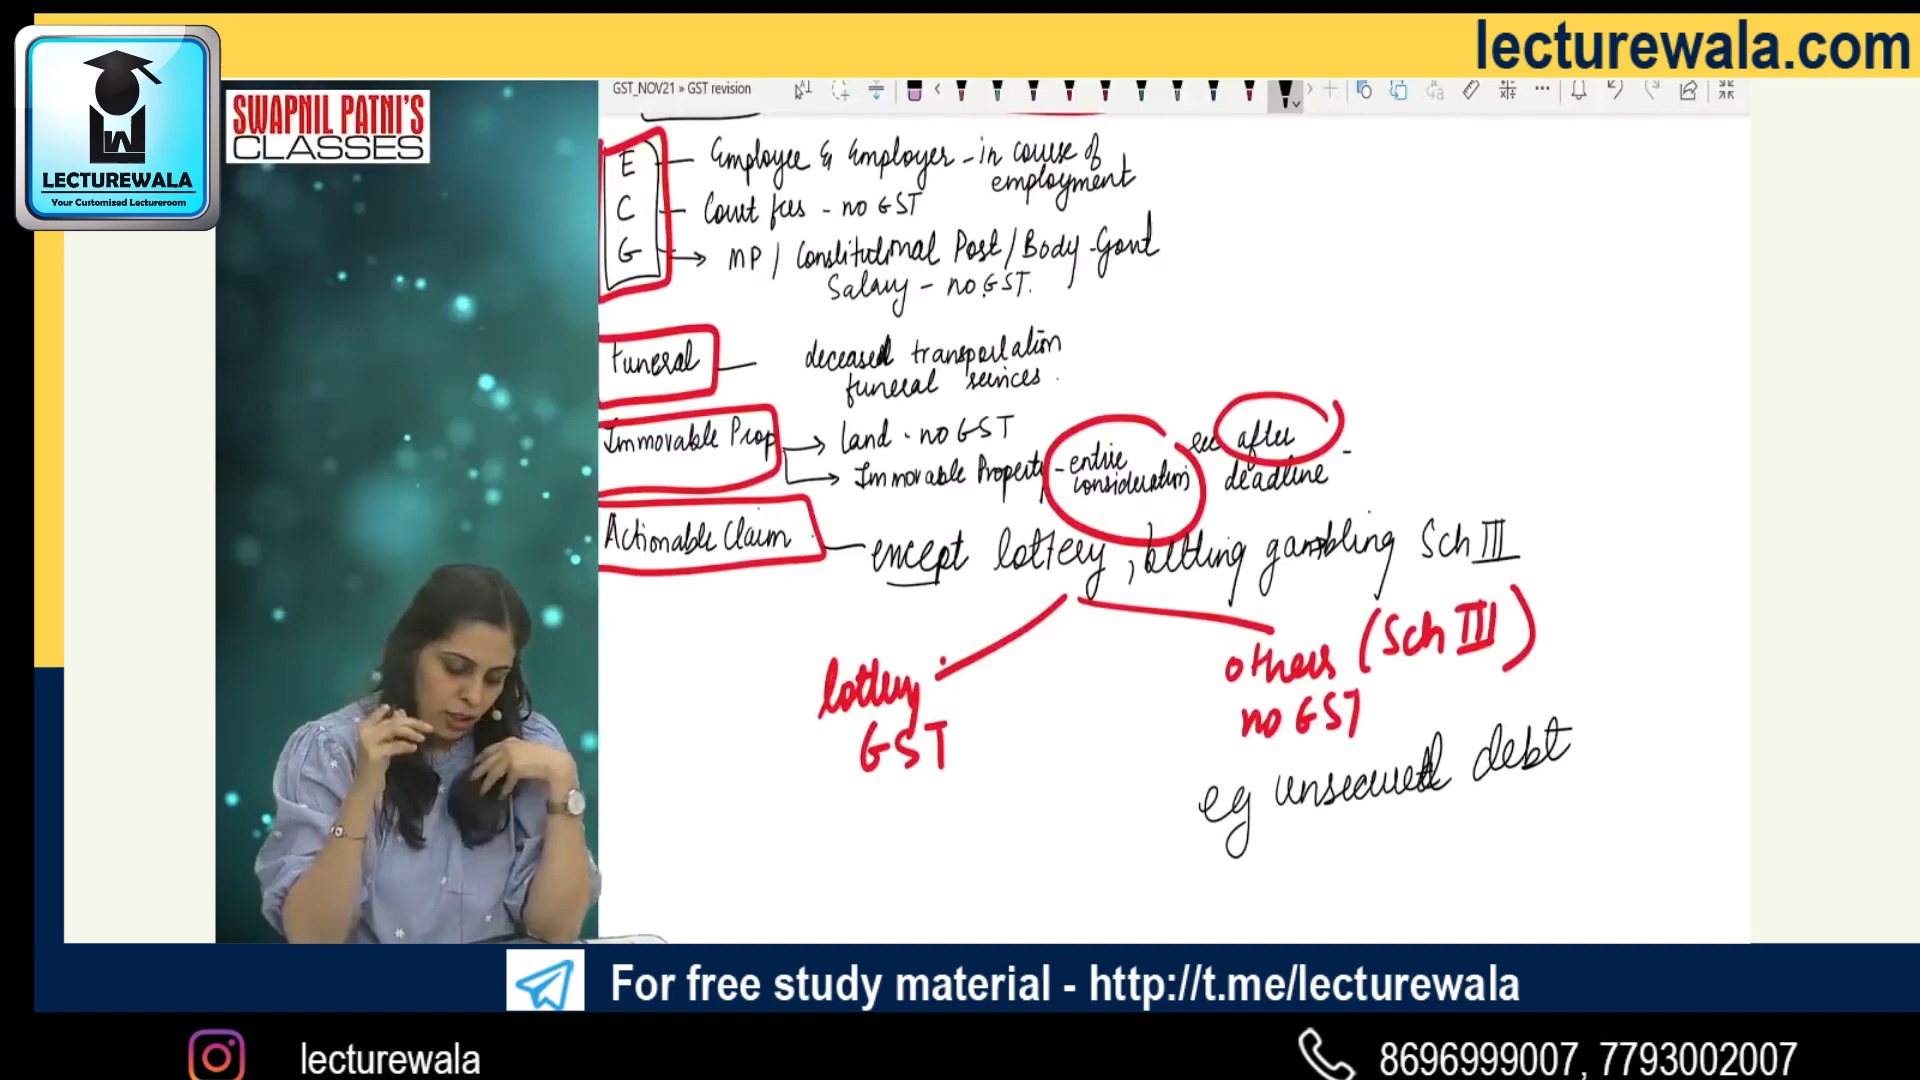 lecturewala.com
LW
LECTUREWALA
Your Customized Lectureroom
SWAPNIL PATNI'S
CLASSES
GST_NOV21 » GST revision
E — Employee & Employer - in course of
employment
C — Court fees - no GST
G → MP / Constitutional Post / Body - Govt
Salary - no GST.
Funeral — deceased transportation
funeral services.
Immovable Prop → Land - no GST
→ Immovable Property - entire
consideration
rec after
deadline -
Actionable Claim — except lottery, betting gambling Sch III
lottery
GST
others (Sch III)
no GST
eg unsecured debt
For free study material - http://t.me/lecturewala
lecturewala
8696999007, 7793002007